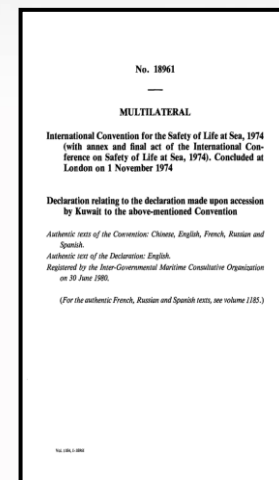 No. 18961
MULTILATERAL
International Convention for the Safety of Life at Sea, 1974
(with annex and final act of the International Con-
ference on Safety of Life at Sea, 1974). Concluded at
London on 1 November 1974
Declaration relating to the declaration made upon accession
by Kuwait to the above-mentioned Convention
Authentic texts of the Convention: Chinese, English, French, Russian and
Spanish.
Authentic text of the Declaration: English.
Registered by the Inter-Governmental Maritime Consultative Organization
on 30 June 1980.
(For the authentic French, Russian and Spanish texts, see volume 1185.)